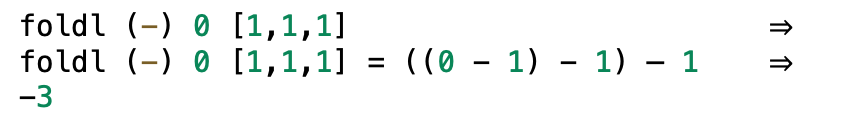 foldl (-) 0 [1,1,1] ⇒
foldl (-) 0 [1,1,1] = ((0 - 1) - 1) - 1 ⇒
-3